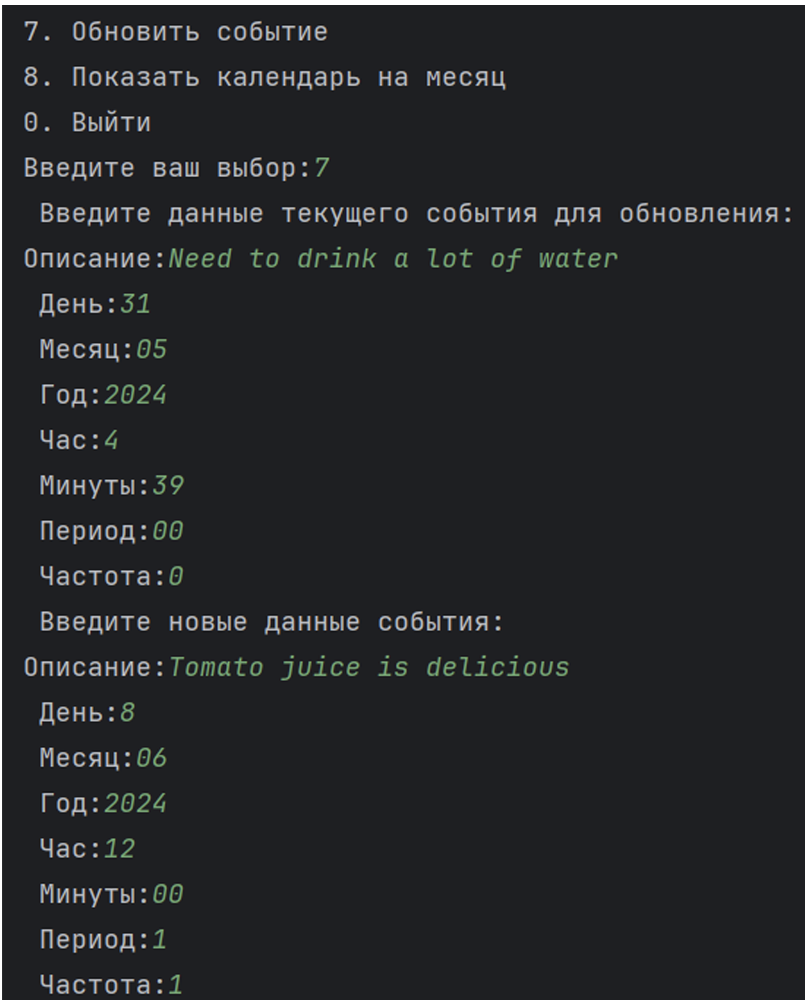 7. Обновить событие
8. Показать календарь на месяц
0. Выйти
Введите ваш выбор:7
Введите данные текущего события для обновления:
Описание:Need to drink a lot of water
День:31
Месяц:05
Год:2024
Час:4
Минуты:39
Период:00
Частота:0
Введите новые данные события:
Описание:Tomato juice is delicious
День:8
Месяц:06
Год:2024
Час:12
Минуты:00
Период:1
Частота:1